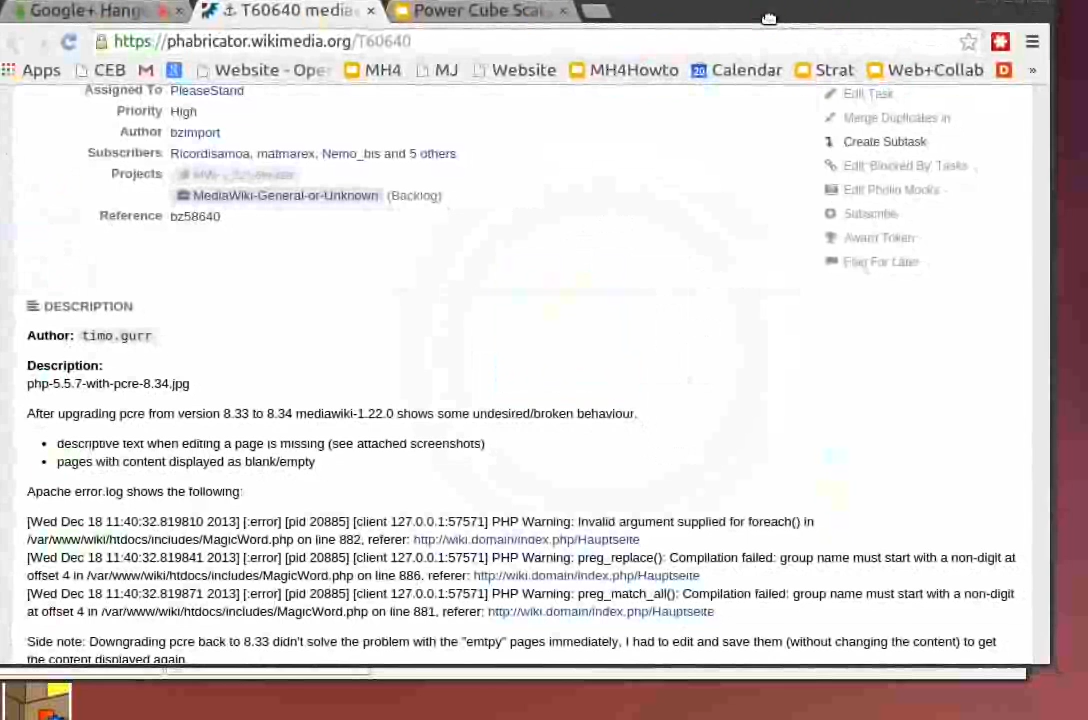 Google+ Hang
T60640 media
Power Cube Scal
https://phabricator.wikimedia.org/T60640
Apps CEB Website - Ope MH4 MJ Website MH4Howto 20 Calendar Strat Web+Collab D »
Assigned To PleaseStand
Edit Task
Priority High
Merge Duplicates in
Author bzimport
Create Subtask
Subscribers Ricordisamoa, matmarex, Nemo_bis and 5 others
Edit 'Blocked By' Tasks
Projects
Edit Pholio Mocks
MediaWiki-General-or-Unknown (Backlog)
Reference bz58640
Subscribe
Award Token
Flag For Later
DESCRIPTION
Author: timo.gurr
Description:
php-5.5.7-with-pcre-8.34.jpg
After upgrading pcre from version 8.33 to 8.34 mediawiki-1.22.0 shows some undesired/broken behaviour.
• descriptive text when editing a page is missing (see attached screenshots)
• pages with content displayed as blank/empty
Apache error.log shows the following:
[Wed Dec 18 11:40:32.819810 2013] [:error] [pid 20885] [client 127.0.0.1:57571] PHP Warning: Invalid argument supplied for foreach() in
/var/www/wiki/htdocs/includes/MagicWord.php on line 882, referer: http://wiki.domain/index.php/Hauptseite
[Wed Dec 18 11:40:32.819841 2013] [:error] [pid 20885] [client 127.0.0.1:57571] PHP Warning: preg_replace(): Compilation failed: group name must start with a non-digit at
offset 4 in /var/www/wiki/htdocs/includes/MagicWord.php on line 886, referer: http://wiki.domain/index.php/Hauptseite
[Wed Dec 18 11:40:32.819871 2013] [:error] [pid 20885] [client 127.0.0.1:57571] PHP Warning: preg_match_all(): Compilation failed: group name must start with a non-digit
at offset 4 in /var/www/wiki/htdocs/includes/MagicWord.php on line 881, referer: http://wiki.domain/index.php/Hauptseite
Side note: Downgrading pcre back to 8.33 didn't solve the problem with the "emtpy" pages immediately, I had to edit and save them (without changing the content) to get
the content displayed again